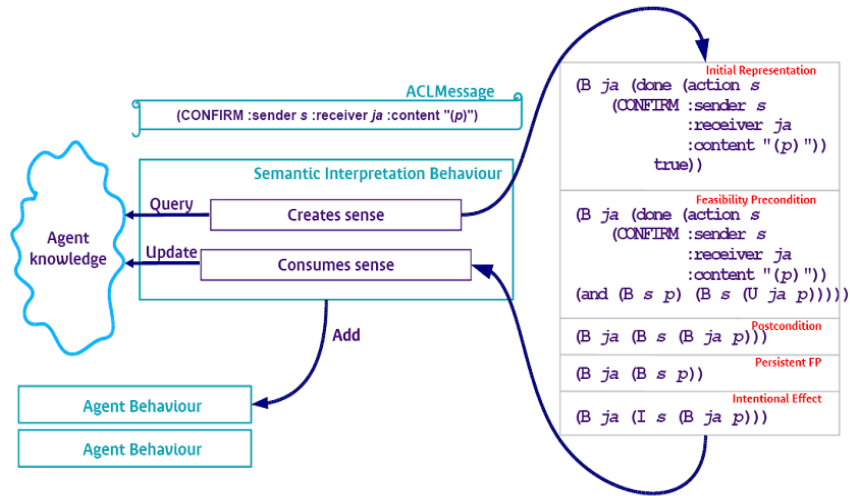 ACLMessage
(CONFIRM :sender s :receiver ja :content "(p)")
Semantic Interpretation Behaviour
Query
Creates sense
Agent
knowledge
Update
Consumes sense
Add
Agent Behaviour
Agent Behaviour
Initial Representation
(B ja (done (action s
(CONFIRM :sender s
:receiver ja
:content "(p)"))
true))
Feasibility Precondition
(B ja (done (action s
(CONFIRM :sender s
:receiver ja
:content "(p)"))
(and (B s p) (B s (U ja p)))))
Postcondition
(B ja (B s (B ja p)))
Persistent FP
(B ja (B s p))
Intentional Effect
(B ja (I s (B ja p)))